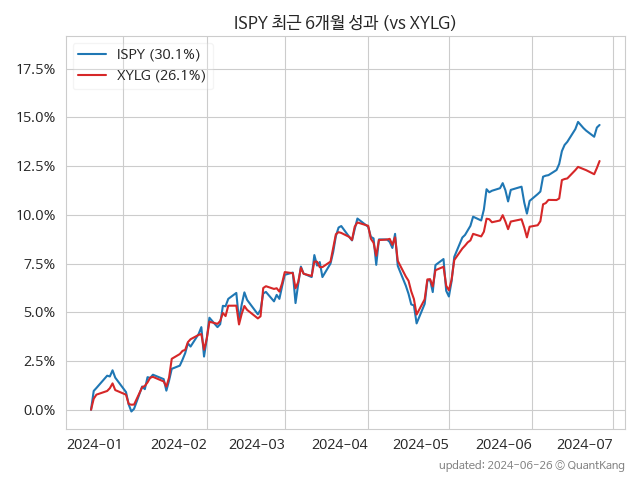 ISPY 최근 6개월 성과 (vs XYLG)
ISPY (30.1%)
XYLG (26.1%)
17.5%
15.0%
12.5%
10.0%
7.5%
5.0%
2.5%
0.0%
2024-01 2024-02 2024-03 2024-04 2024-05 2024-06 2024-07
updated: 2024-06-26 © QuantKang